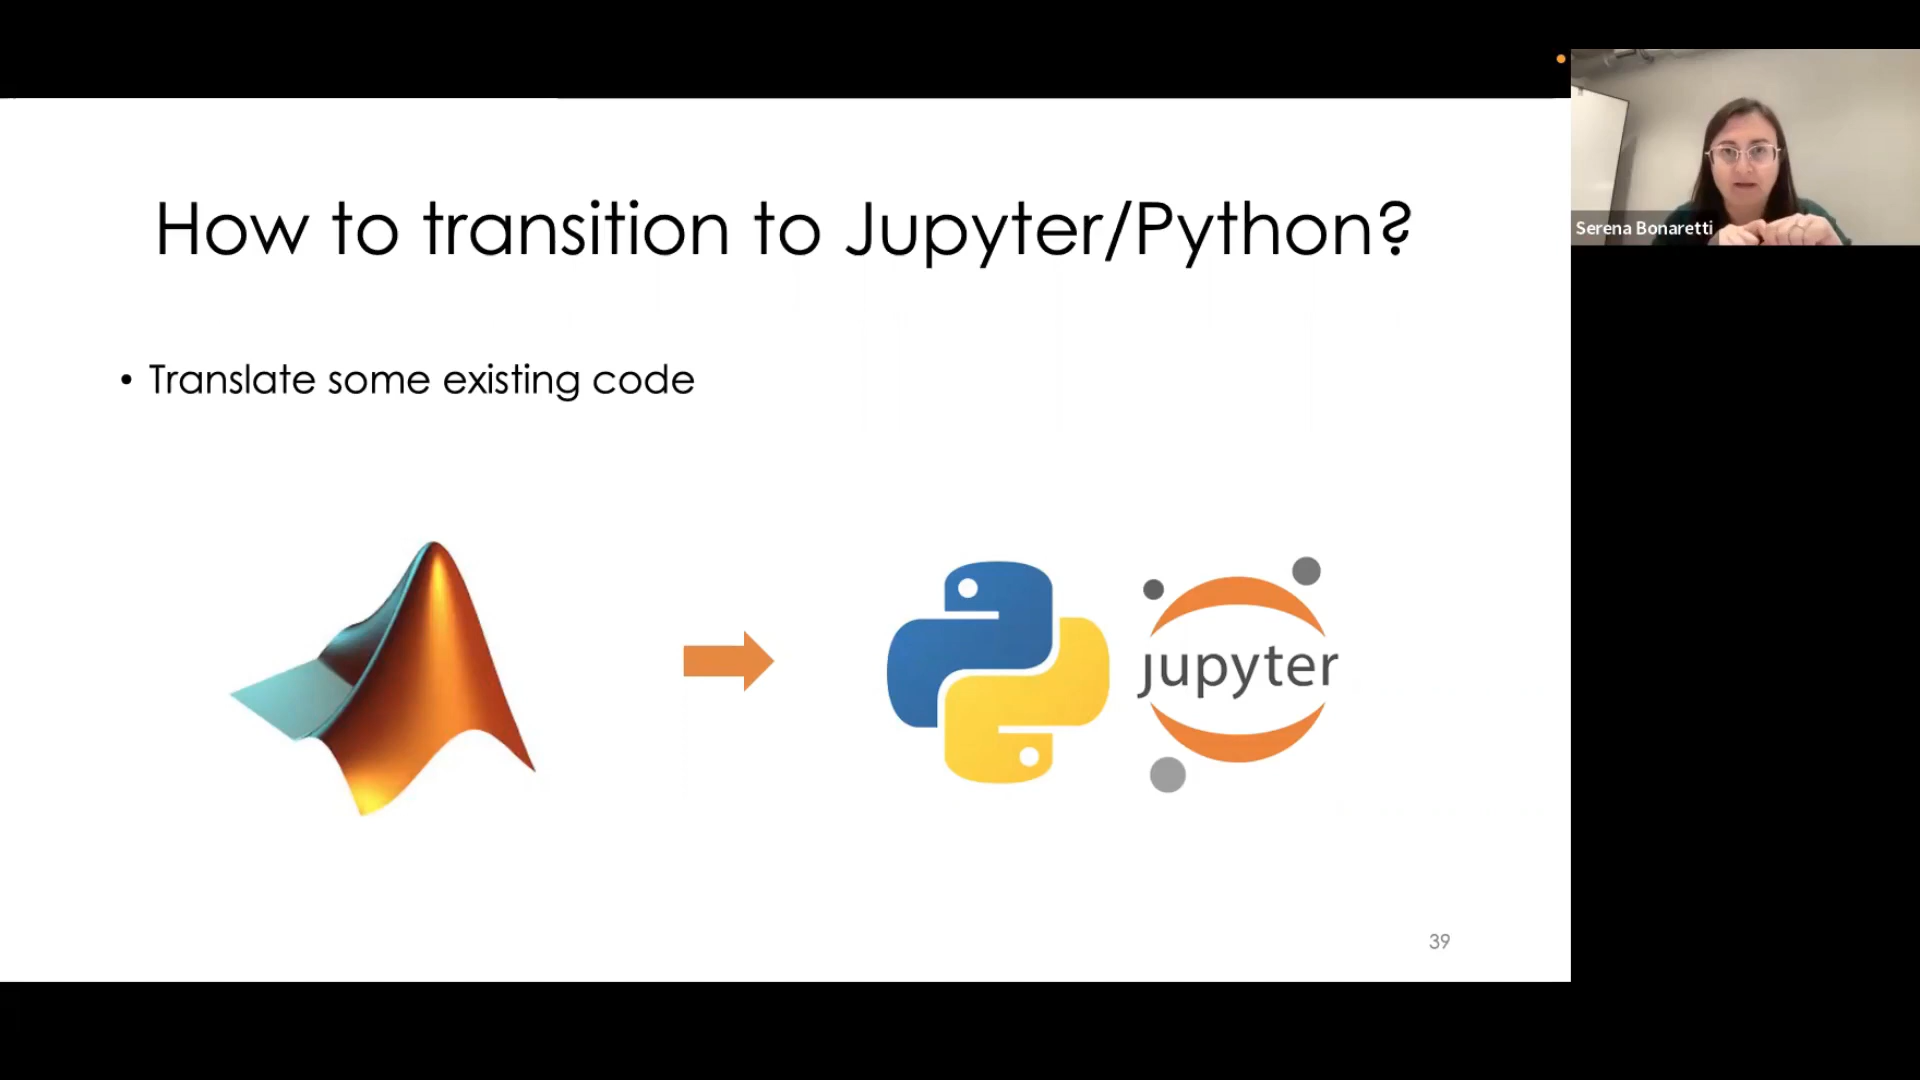 How to transition to Jupyter/Python?
• Translate some existing code
jupyter
39
Serena Bonaretti